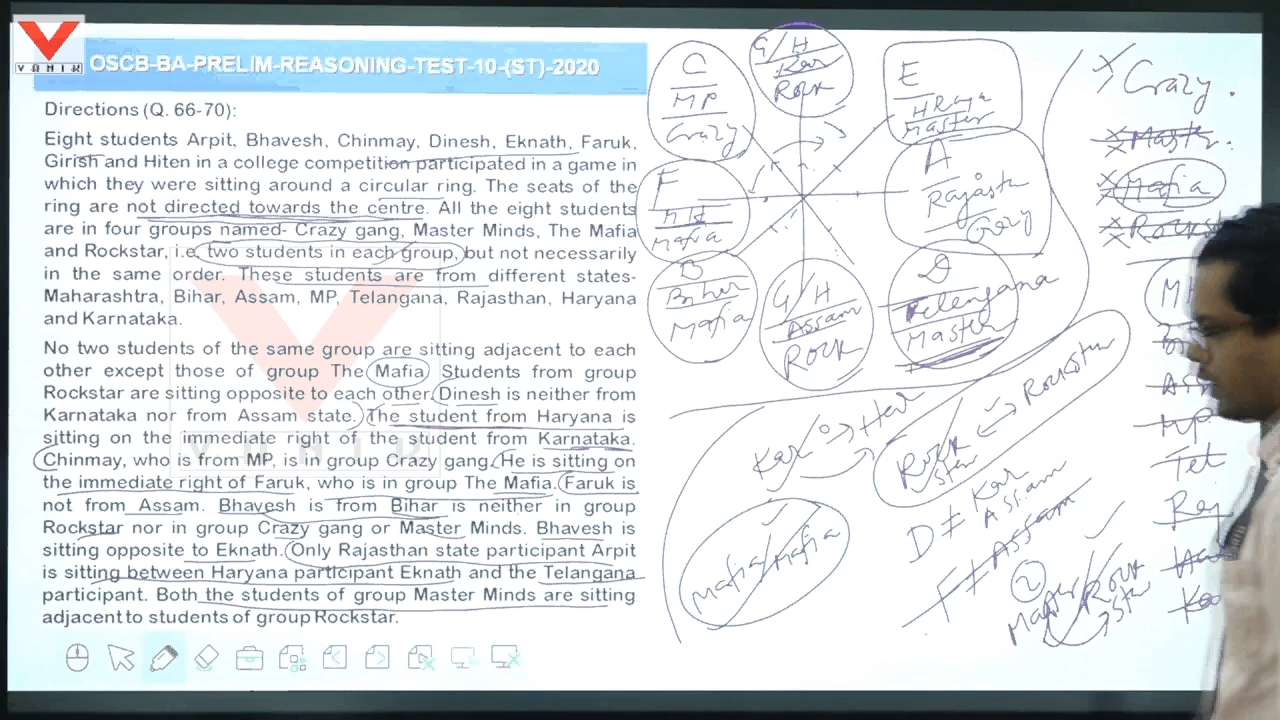 VAHIR
OSCB-BA-PRELIM-REASONING-TEST-10-(ST)-2020
Directions (Q. 66-70):
Eight students Arpit, Bhavesh, Chinmay, Dinesh, Eknath, Faruk,
Girish and Hiten in a college competition participated in a game in
which they were sitting around a circular ring. The seats of the
ring are not directed towards the centre. All the eight students
are in four groups named- Crazy gang, Master Minds, The Mafia
and Rockstar, i.e. two students in each group, but not necessarily
in the same order. These students are from different states-
Maharashtra, Bihar, Assam, MP, Telangana, Rajasthan, Haryana
and Karnataka.
No two students of the same group are sitting adjacent to each
other except those of group The Mafia Students from group
Rockstar are sitting opposite to each other. Dinesh is neither from
Karnataka nor from Assam state. The student from Haryana is
sitting on the immediate right of the student from Karnataka.
Chinmay, who is from MP, is in group Crazy gang. He is sitting on
the immediate right of Faruk, who is in group The Mafia. Faruk is
not from Assam. Bhavesh is from Bihar is neither in group
Rockstar nor in group Crazy gang or Master Minds. Bhavesh is
sitting opposite to Eknath. Only Rajasthan state participant Arpit
is sitting between Haryana participant Eknath and the Telangana
participant. Both the students of group Master Minds are sitting
adjacent to students of group Rockstar.
C
MP
Crazy
G/H
Kar
Rock
E
Master
A
Gazy
F
Mafia
B
Bihar
Mafia
G/H
Assam
ROCK
D
Telengana
Master
Crazy
Mafia
MP
Tel
Raj
Kar
Rock
Star
Rockstar
Mafia/Mafia
D ≠ Kar
Assam
F ≠ Assam
2